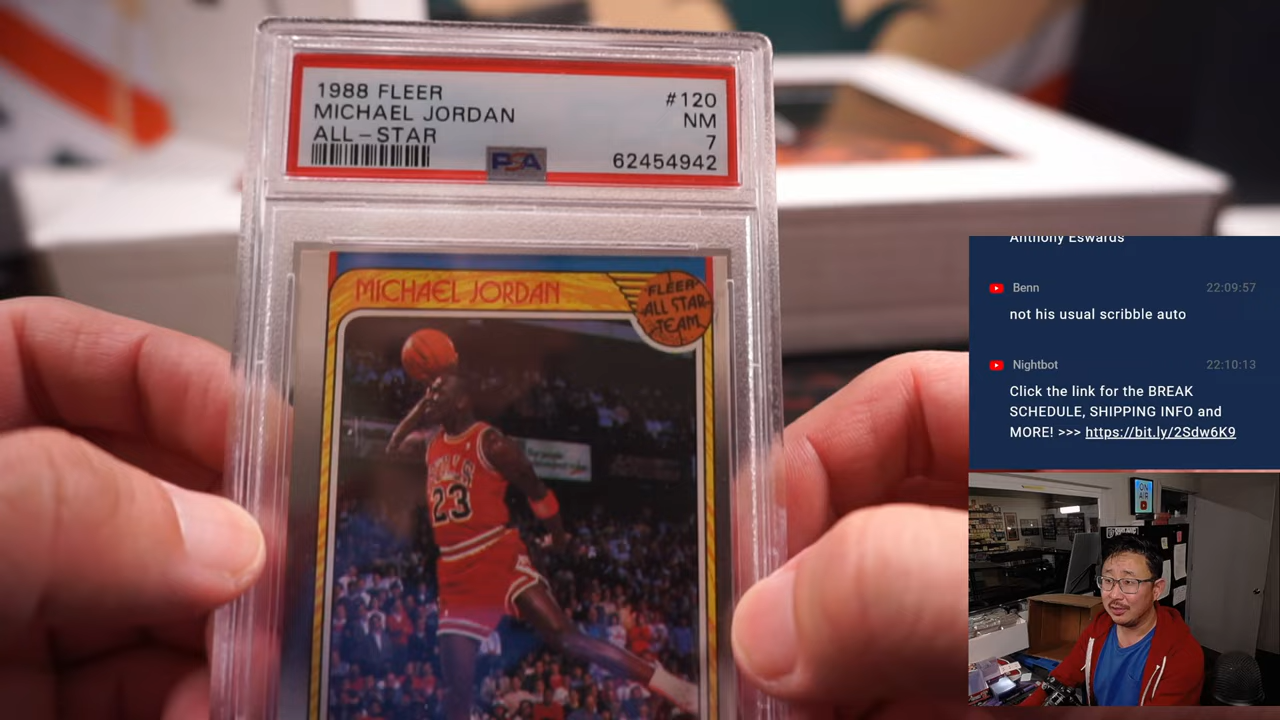 1988 FLEER #120
MICHAEL JORDAN NM
ALL-STAR 7
PSA 62454942
MICHAEL JORDAN
FLEER
ALL STAR
TEAM
BULLS
23
Anthony Eswards
Benn 22:09:57
not his usual scribble auto
Nightbot 22:10:13
Click the link for the BREAK
SCHEDULE, SHIPPING INFO and
MORE! >>> https://bit.ly/2Sdw6K9
ON
AIR